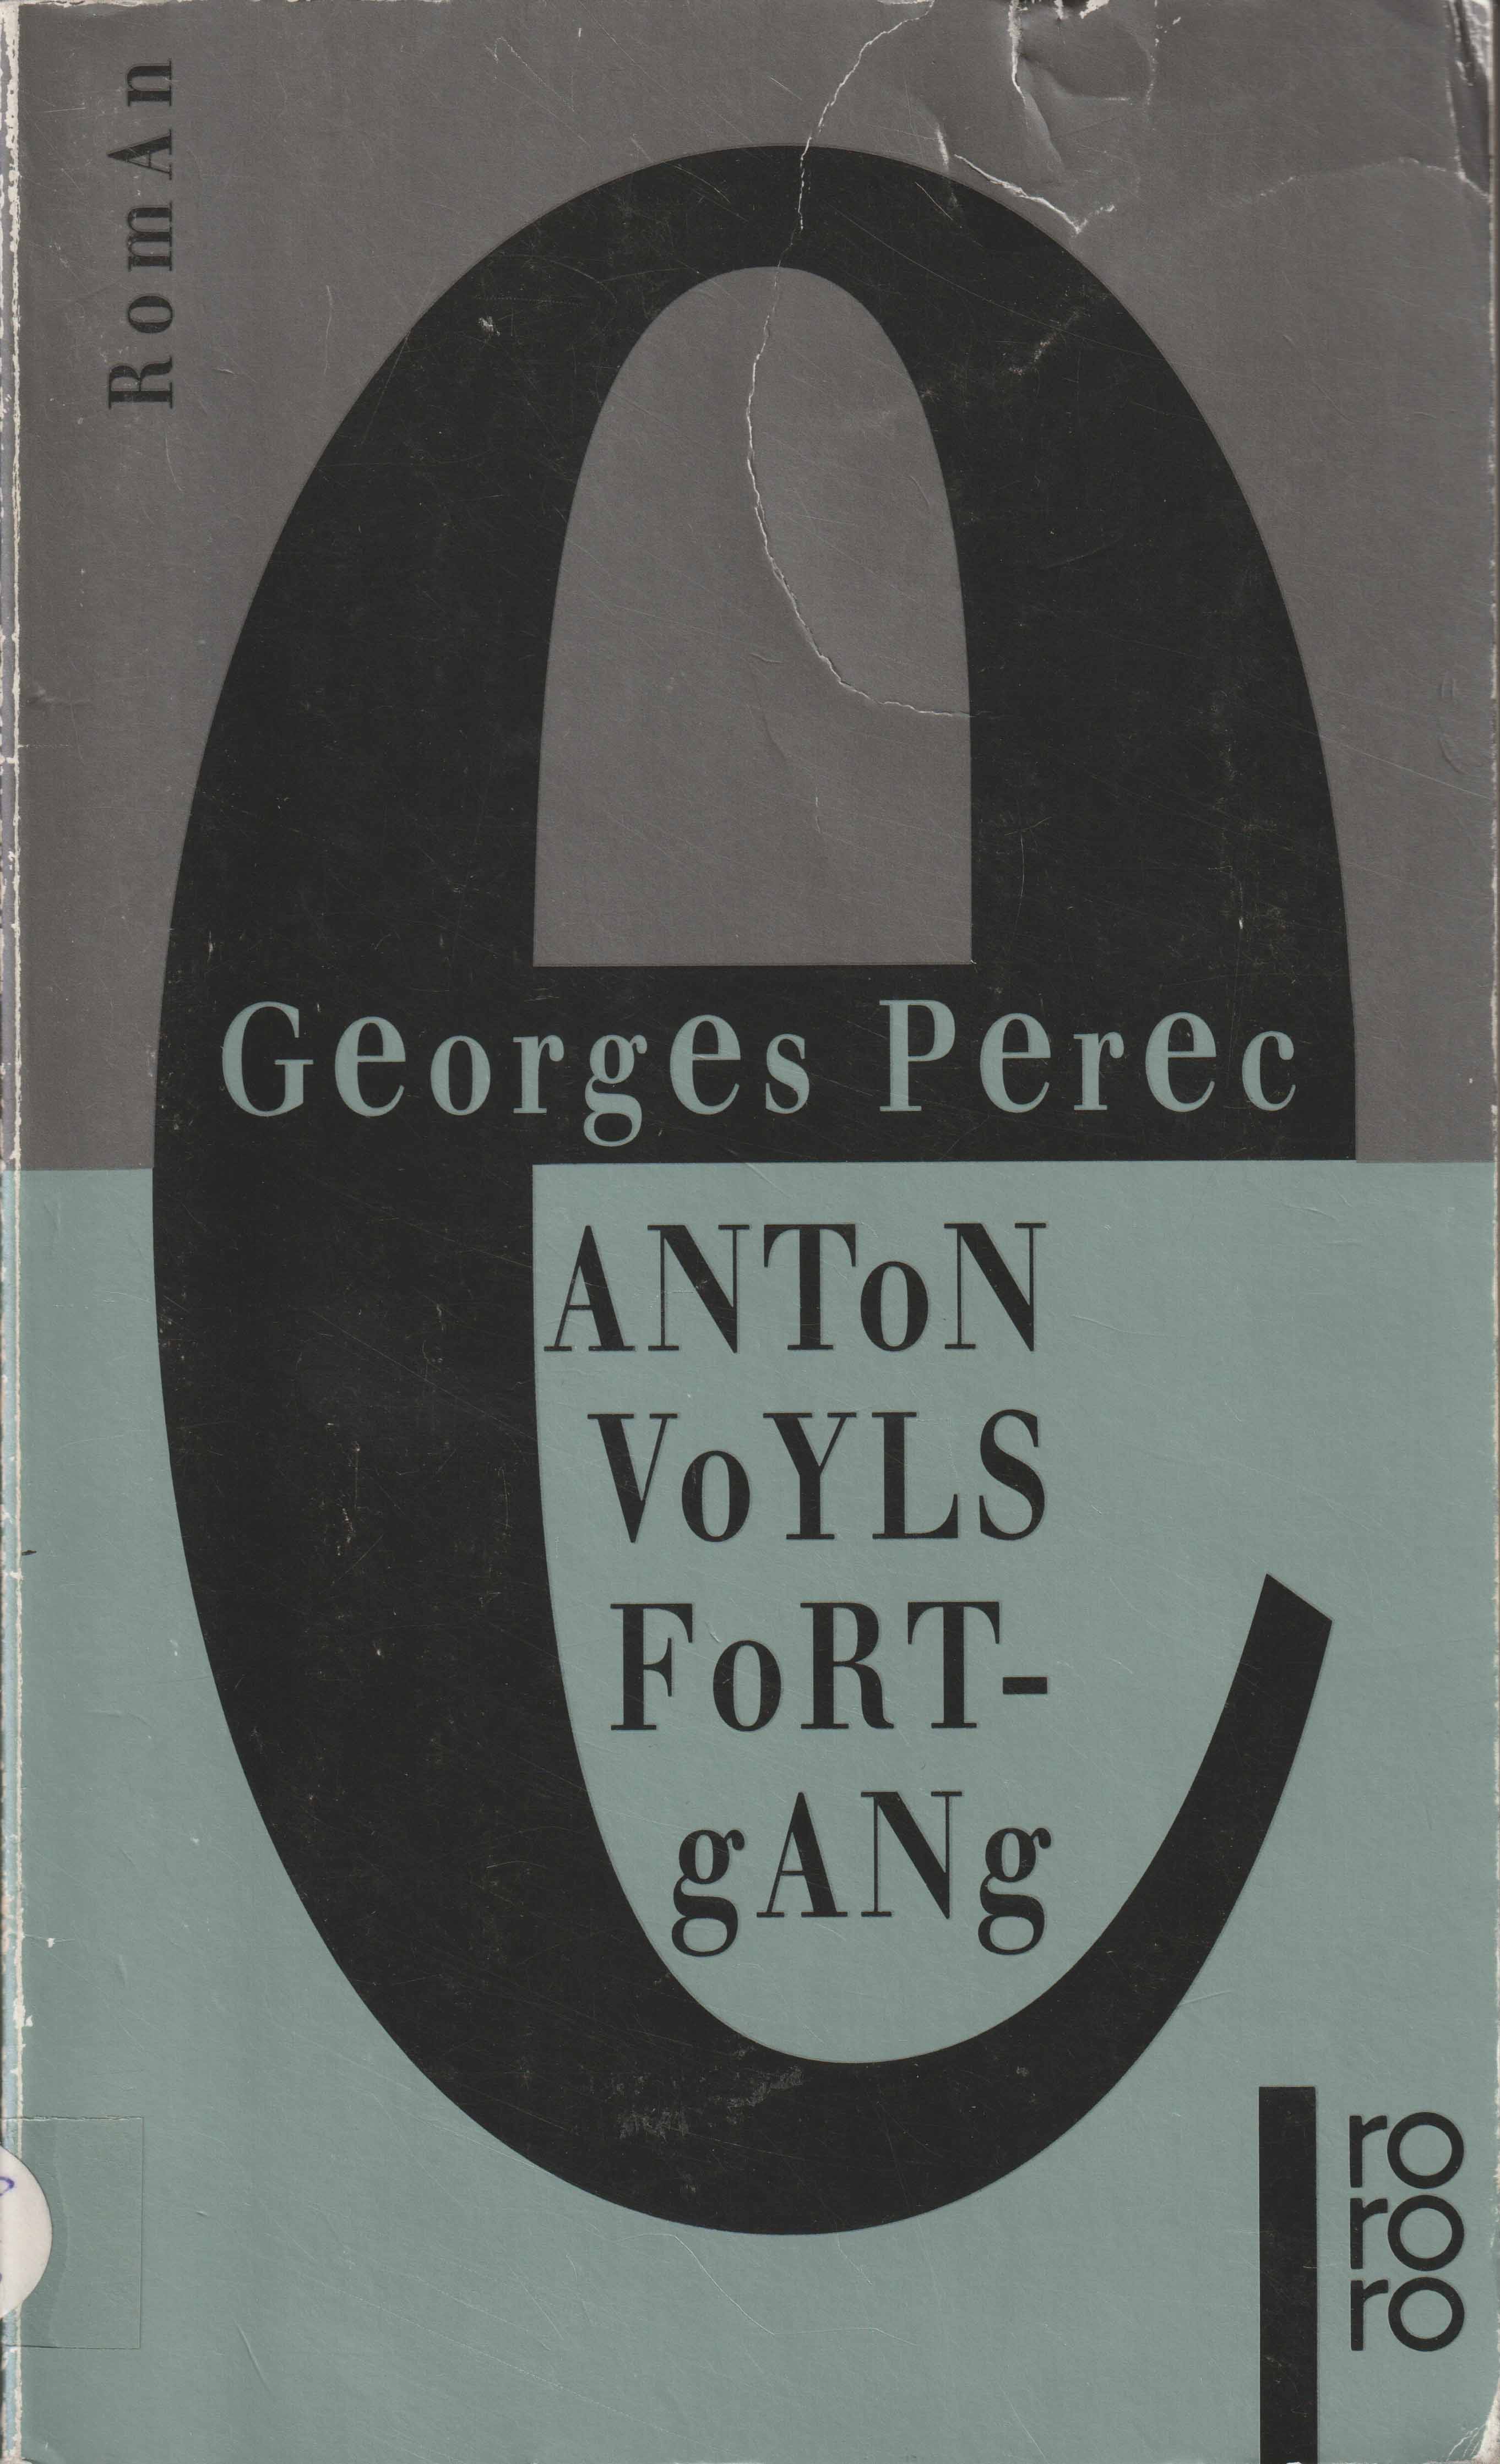 RomAn
Georges Perec
ANToN
VoYLS
FoRT-
gANg
ro
ro
ro